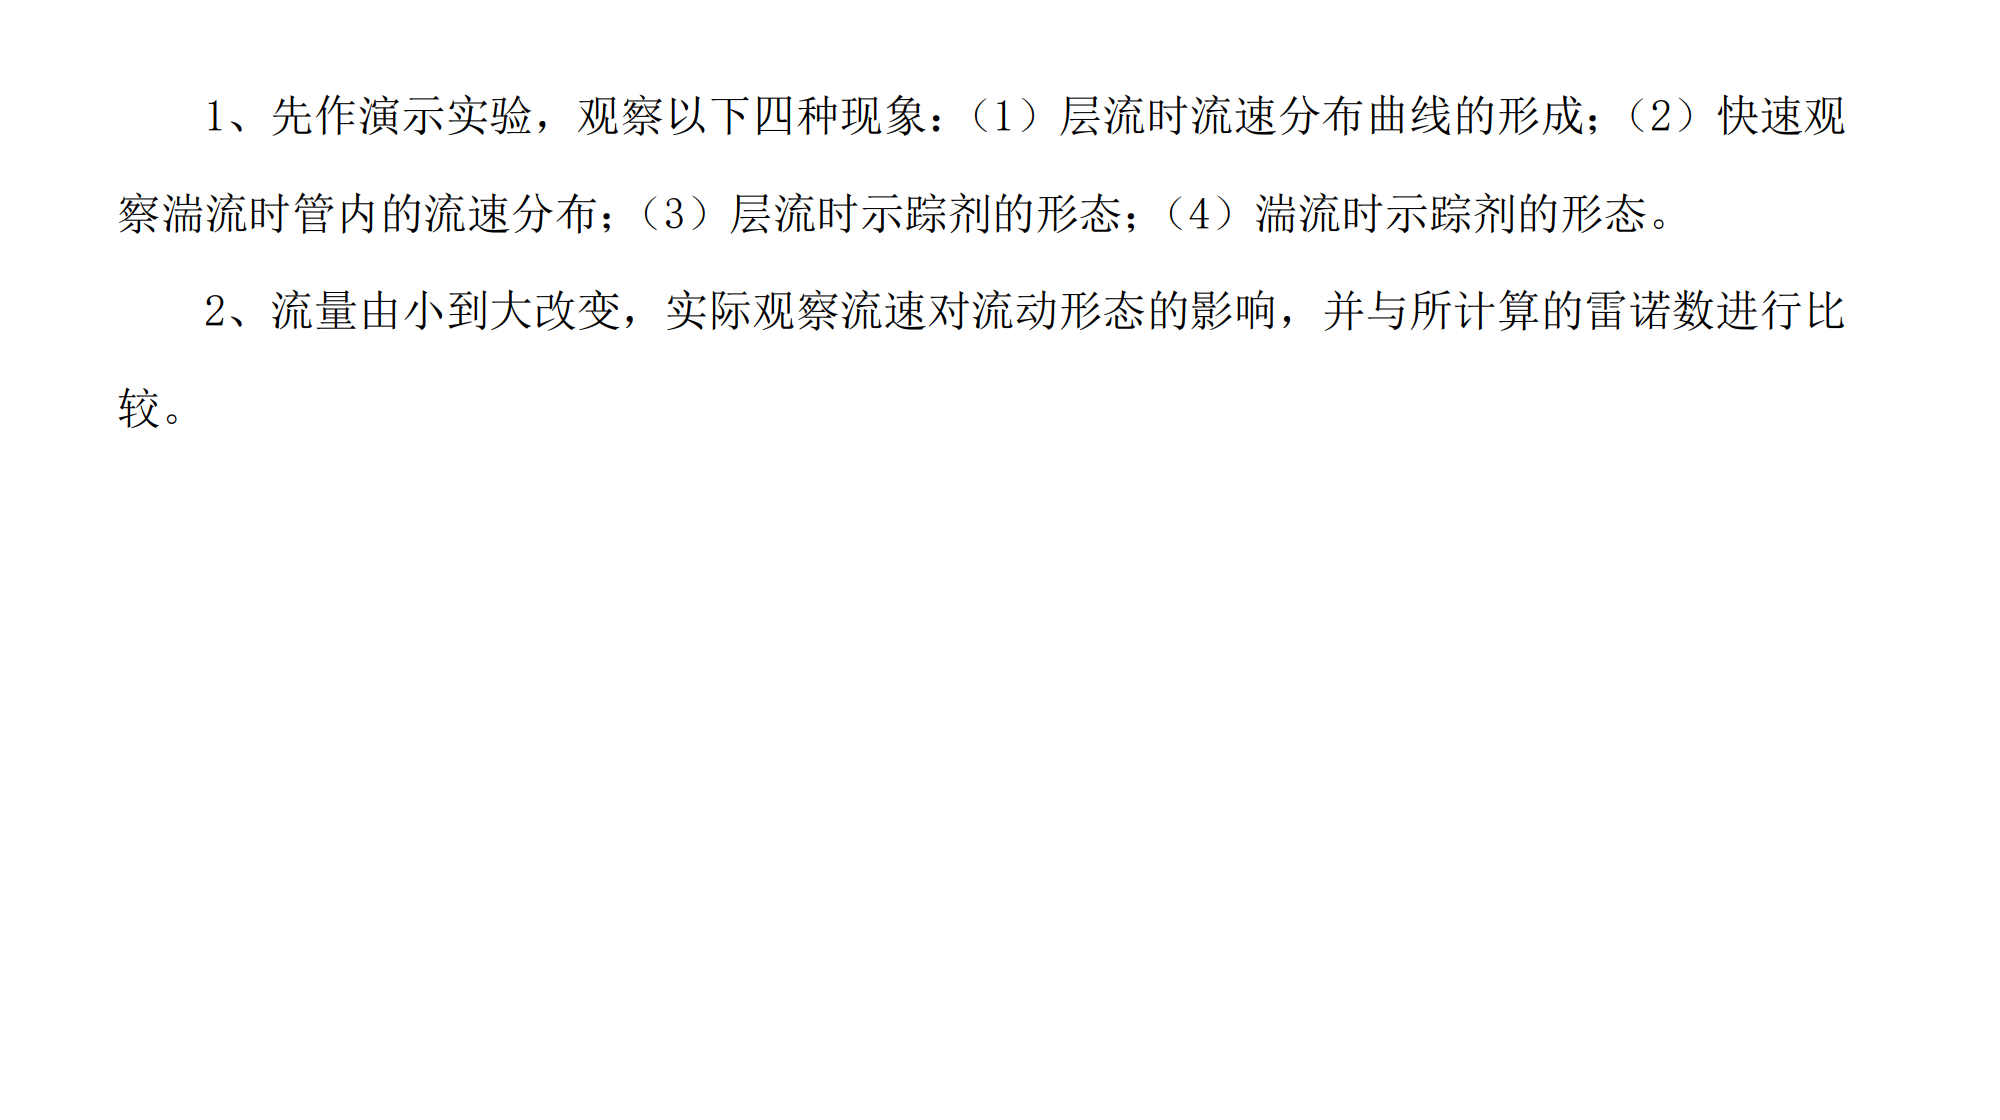 1、先作演示实验，观察以下四种现象：（1）层流时流速分布曲线的形成；（2）快速观
察湍流时管内的流速分布；（3）层流时示踪剂的形态；（4）湍流时示踪剂的形态。
2、流量由小到大改变，实际观察流速对流动形态的影响，并与所计算的雷诺数进行比
较。